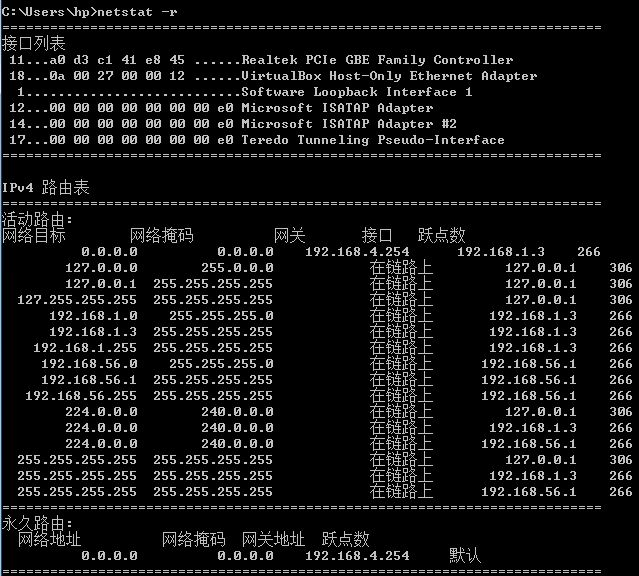 C:\Users\hp>netstat -r
===========================================================================
接口列表
 11...a0 d3 c1 41 e8 45 ......Realtek PCIe GBE Family Controller
 18...0a 00 27 00 00 12 ......VirtualBox Host-Only Ethernet Adapter
  1...........................Software Loopback Interface 1
 12...00 00 00 00 00 00 00 e0 Microsoft ISATAP Adapter
 14...00 00 00 00 00 00 00 e0 Microsoft ISATAP Adapter #2
 17...00 00 00 00 00 00 00 e0 Teredo Tunneling Pseudo-Interface
===========================================================================
IPv4 路由表
===========================================================================
活动路由:
网络目标 网络掩码 网关 接口 跃点数
0.0.0.0 0.0.0.0 192.168.4.254 192.168.1.3 266
127.0.0.0 255.0.0.0 在链路上 127.0.0.1 306
127.0.0.1 255.255.255.255 在链路上 127.0.0.1 306
127.255.255.255 255.255.255.255 在链路上 127.0.0.1 306
192.168.1.0 255.255.255.0 在链路上 192.168.1.3 266
192.168.1.3 255.255.255.255 在链路上 192.168.1.3 266
192.168.1.255 255.255.255.255 在链路上 192.168.1.3 266
192.168.56.0 255.255.255.0 在链路上 192.168.56.1 266
192.168.56.1 255.255.255.255 在链路上 192.168.56.1 266
192.168.56.255 255.255.255.255 在链路上 192.168.56.1 266
224.0.0.0 240.0.0.0 在链路上 127.0.0.1 306
224.0.0.0 240.0.0.0 在链路上 192.168.1.3 266
224.0.0.0 240.0.0.0 在链路上 192.168.56.1 266
255.255.255.255 255.255.255.255 在链路上 127.0.0.1 306
255.255.255.255 255.255.255.255 在链路上 192.168.1.3 266
255.255.255.255 255.255.255.255 在链路上 192.168.56.1 266
===========================================================================
永久路由:
网络地址 网络掩码 网关地址 跃点数
0.0.0.0 0.0.0.0 192.168.4.254 默认
===========================================================================